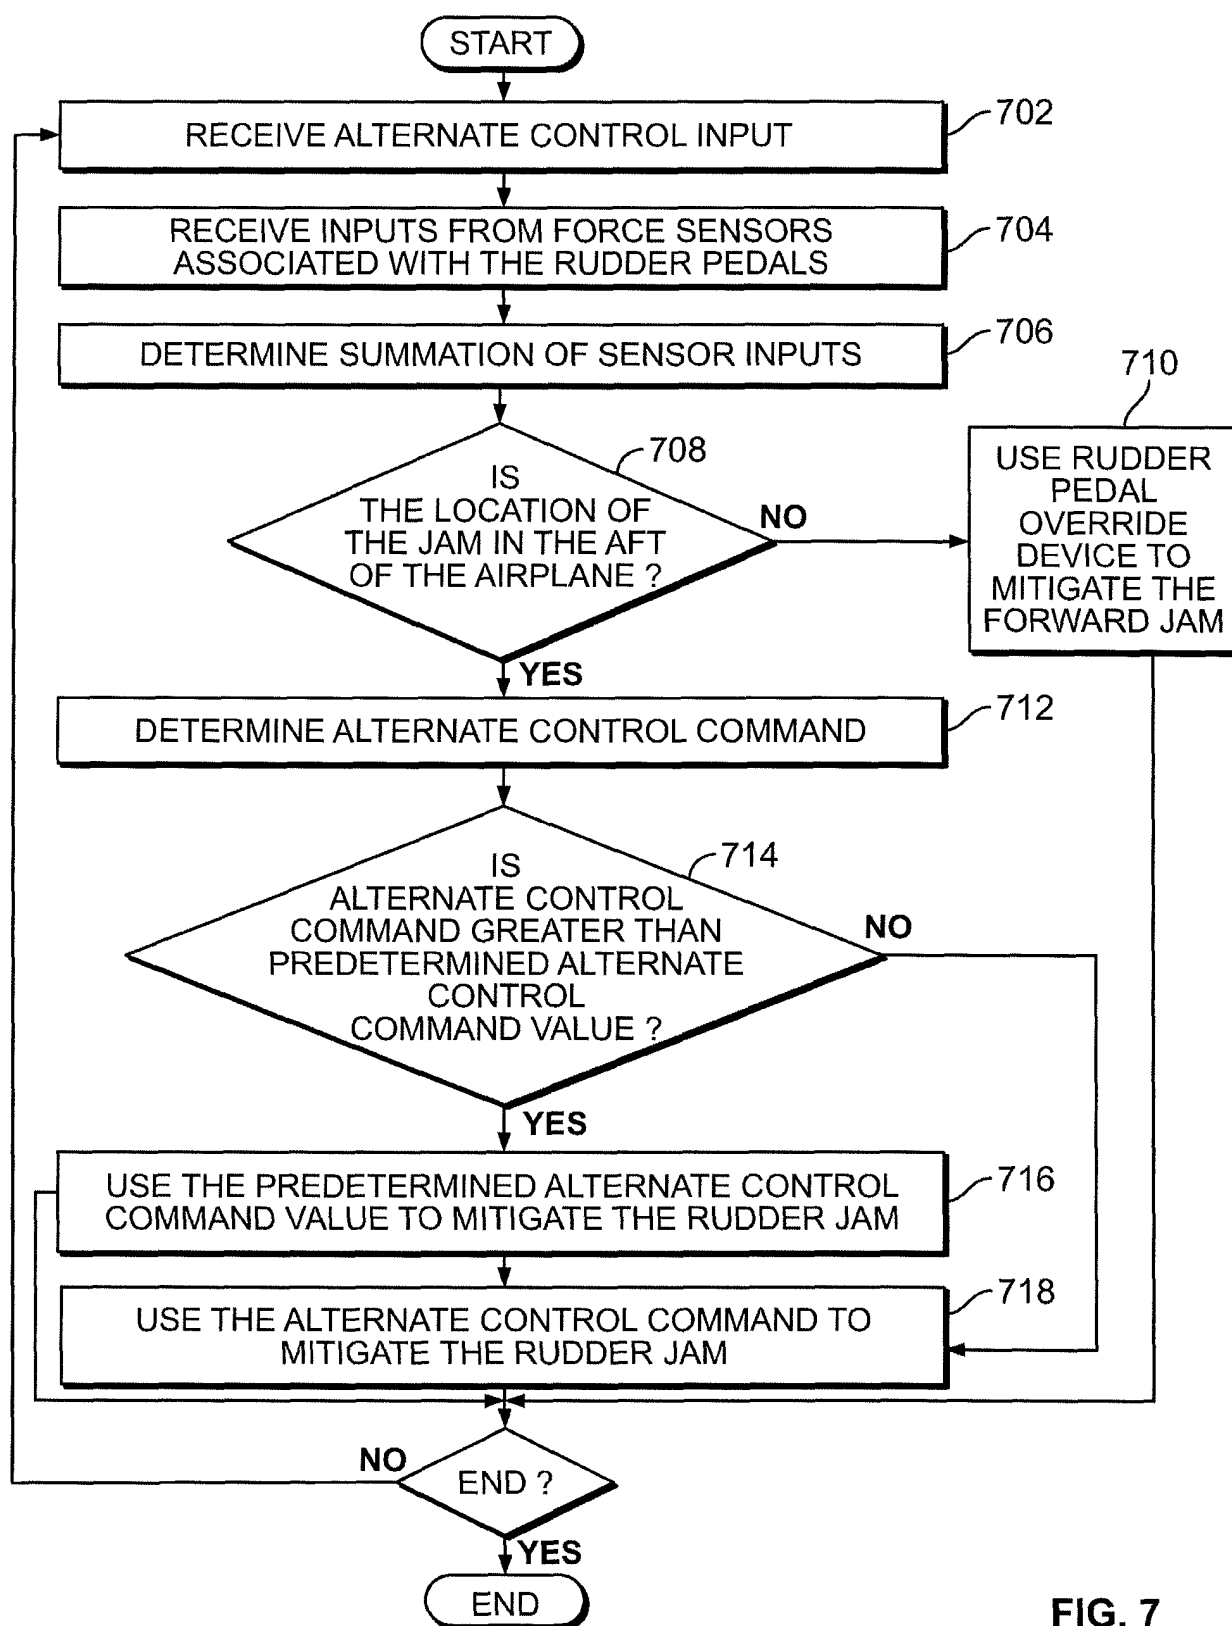 START
RECEIVE ALTERNATE CONTROL INPUT
702
RECEIVE INPUTS FROM FORCE SENSORS
ASSOCIATED WITH THE RUDDER PEDALS
704
DETERMINE SUMMATION OF SENSOR INPUTS
706
IS
THE LOCATION OF
THE JAM IN THE AFT
OF THE AIRPLANE ?
708
NO
710
USE RUDDER
PEDAL
OVERRIDE
DEVICE TO
MITIGATE THE
FORWARD JAM
YES
DETERMINE ALTERNATE CONTROL COMMAND
712
IS
ALTERNATE CONTROL
COMMAND GREATER THAN
PREDETERMINED ALTERNATE
CONTROL
COMMAND VALUE ?
714
NO
YES
USE THE PREDETERMINED ALTERNATE CONTROL
COMMAND VALUE TO MITIGATE THE RUDDER JAM
716
USE THE ALTERNATE CONTROL COMMAND TO
MITIGATE THE RUDDER JAM
718
NO
END ?
YES
END
FIG. 7